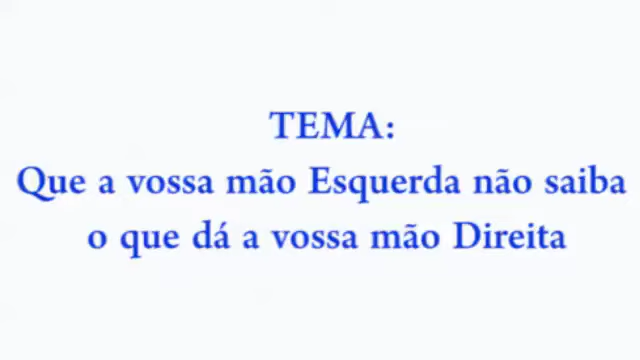 TEMA:
Que a vossa mão Esquerda não saiba
o que dá a vossa mão Direita